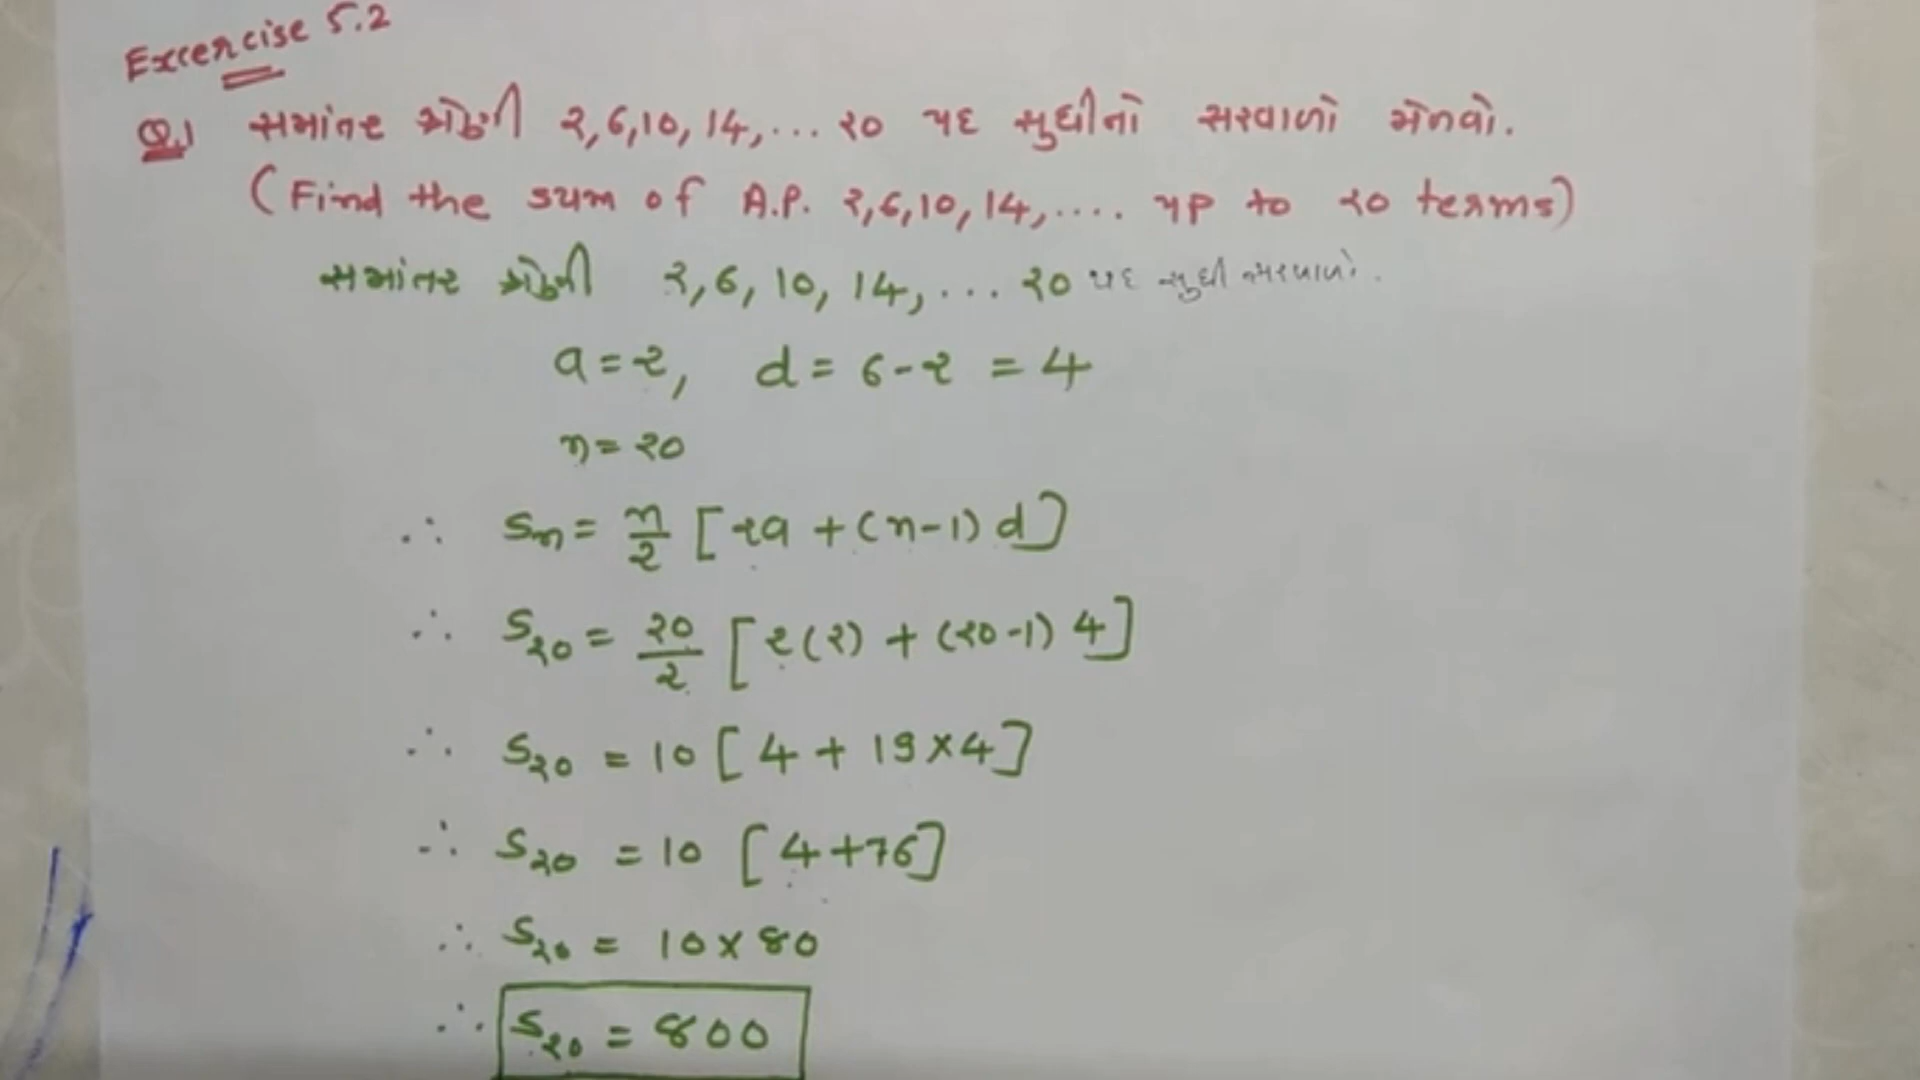 Excercise 5.2
Q.1 સમાંતર શ્રેણી 2,6,10,14,... 20 પદ સુધીનો સરવાળો મેળવો.
(Find the sum of A.P. 2,6,10,14,.... up to 20 terms)
સમાંતર શ્રેણી 2,6,10,14,... 20 પદ સુધી સરવાળો.
a = 2, d = 6-2 = 4
n = 20
∴ Sn = n/2 [2a + (n-1) d]
∴ S20 = 20/2 [2(2) + (20-1) 4]
∴ S20 = 10 [4 + 19×4]
∴ S20 = 10 [4+76]
∴ S20 = 10 × 80
∴ S20 = 800